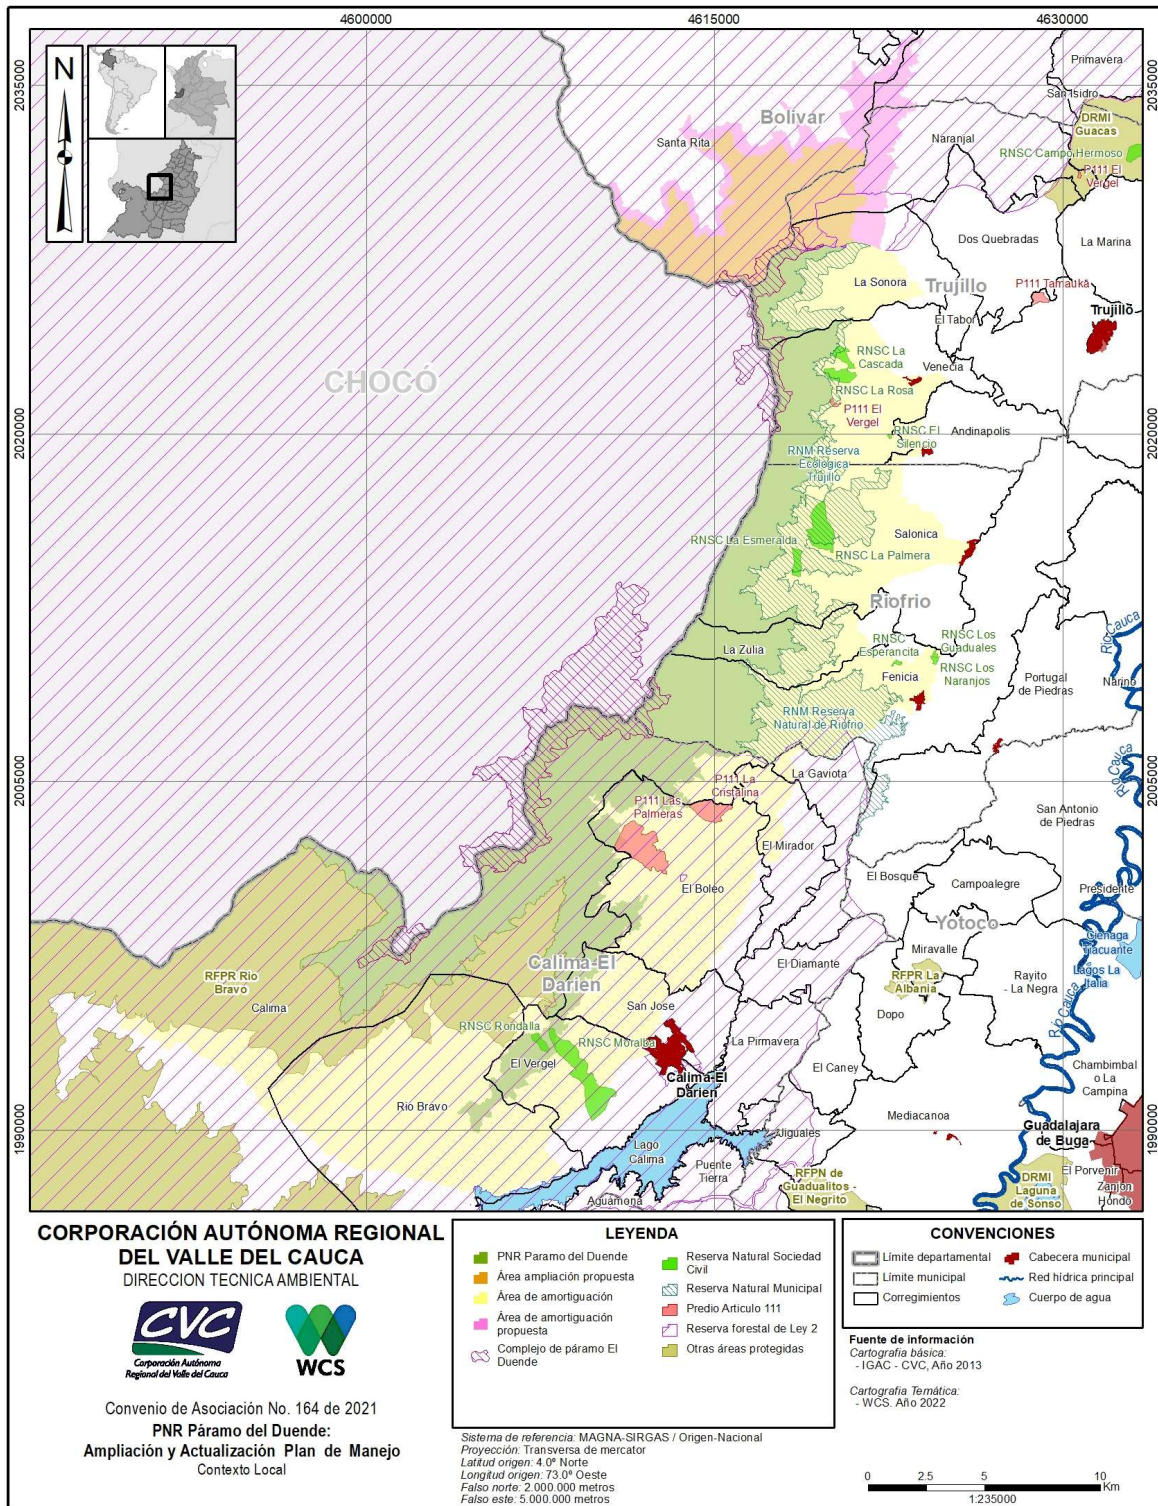 4600000
4615000
4630000
2035000
2035000
N
Primavera
San Isidro
DRMI
Guacas
Bolívar
Santa Rita
Naranjal
RNSC Campo Hermoso
P111 El
Vergel
Dos Quebradas
La Marina
La Sonora
Trujillo
P111 Tamauká
Trujillo
El Tabor
CHOCÓ
RNSC La
Cascada
Venecia
RNSC La Rosa
P111 El
Vergel
Andinapolis
2020000
2020000
RNSC El
Silencio
RNM Reserva
Ecologica
Trujillo
Salonica
RNSC La Esmeralda
RNSC La Palmera
Riofrio
Rio Cauca
La Zulia
RNSC
Esperancita
RNSC Los
Guaduales
RNSC Los
Naranjos
Fenicia
Portugal
de Piedras
Narino
RNM Reserva
Natural de Riofrio
Rio Cauca
2005000
2005000
La Gaviota
P111 La
Cristalina
P111 Las
Palmeras
San Antonio
de Piedras
El Mirador
El Bosque
Campoalegre
Presidente
El Boleo
Yotoco
Cienaga
Tiacuante
Miravalle
Calima-El
Darien
El Diamante
RFPR La
Albania
Rayito
- La Negra
Lagos La
Italia
RFPR Rio
Bravo
Calima
San Jose
Dopo
Rio Cauca
RNSC Rondalla
RNSC Moralba
La Pirmavera
El Vergel
El Caney
Chambimbal
o La
Campina
Calima-El
Darien
Rio Bravo
Mediacanoa
1990000
1990000
Guadalajara
de Buga
Lago
Calima
Jiguales
Puente
Tierra
El Porvenir
Zanjon
Hondo
RFPN de
Guadualitos -
El Negrito
DRMI
Laguna
de Sonso
Aguamona
CORPORACIÓN AUTÓNOMA REGIONAL
DEL VALLE DEL CAUCA
DIRECCION TECNICA AMBIENTAL
CVC
Corporación Autónoma
Regional del Valle del Cauca
WCS
Convenio de Asociación No. 164 de 2021
PNR Páramo del Duende:
Ampliación y Actualización Plan de Manejo
Contexto Local
LEYENDA
PNR Paramo del Duende
Área ampliación propuesta
Área de amortiguación
Área de amortiguación
propuesta
Complejo de páramo El
Duende
Reserva Natural Sociedad
Civil
Reserva Natural Municipal
Predio Articulo 111
Reserva forestal de Ley 2
Otras áreas protegidas
CONVENCIONES
Límite departamental
Límite municipal
Corregimientos
Cabecera municipal
Red hídrica principal
Cuerpo de agua
Fuente de información
Cartografía básica:
- IGAC - CVC, Año 2013
Cartografía Temática:
- WCS. Año 2022
Sistema de referencia: MAGNA-SIRGAS / Origen-Nacional
Proyección: Transversa de mercator
Latitud origen: 4.0º Norte
Longitud origen: 73.0º Oeste
Falso norte: 2.000.000 metros
Falso este: 5.000.000 metros
0 2.5 5 10
Km
1:235000